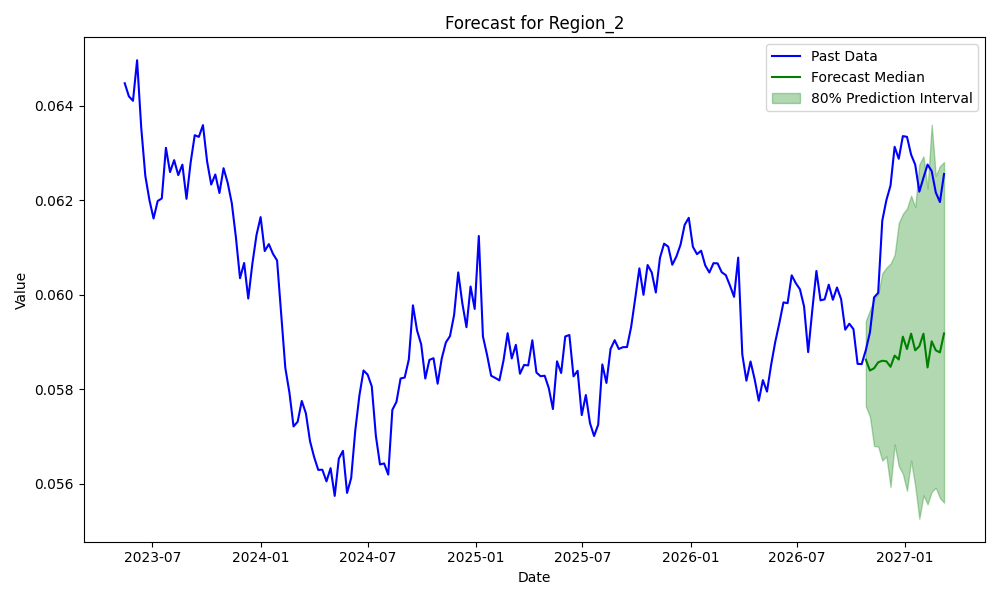 Forecast for Region_2
Past Data
Forecast Median
80% Prediction Interval
Value
0.064
0.062
0.060
0.058
0.056
2023-07
2024-01
2024-07
2025-01
2025-07
2026-01
2026-07
2027-01
Date